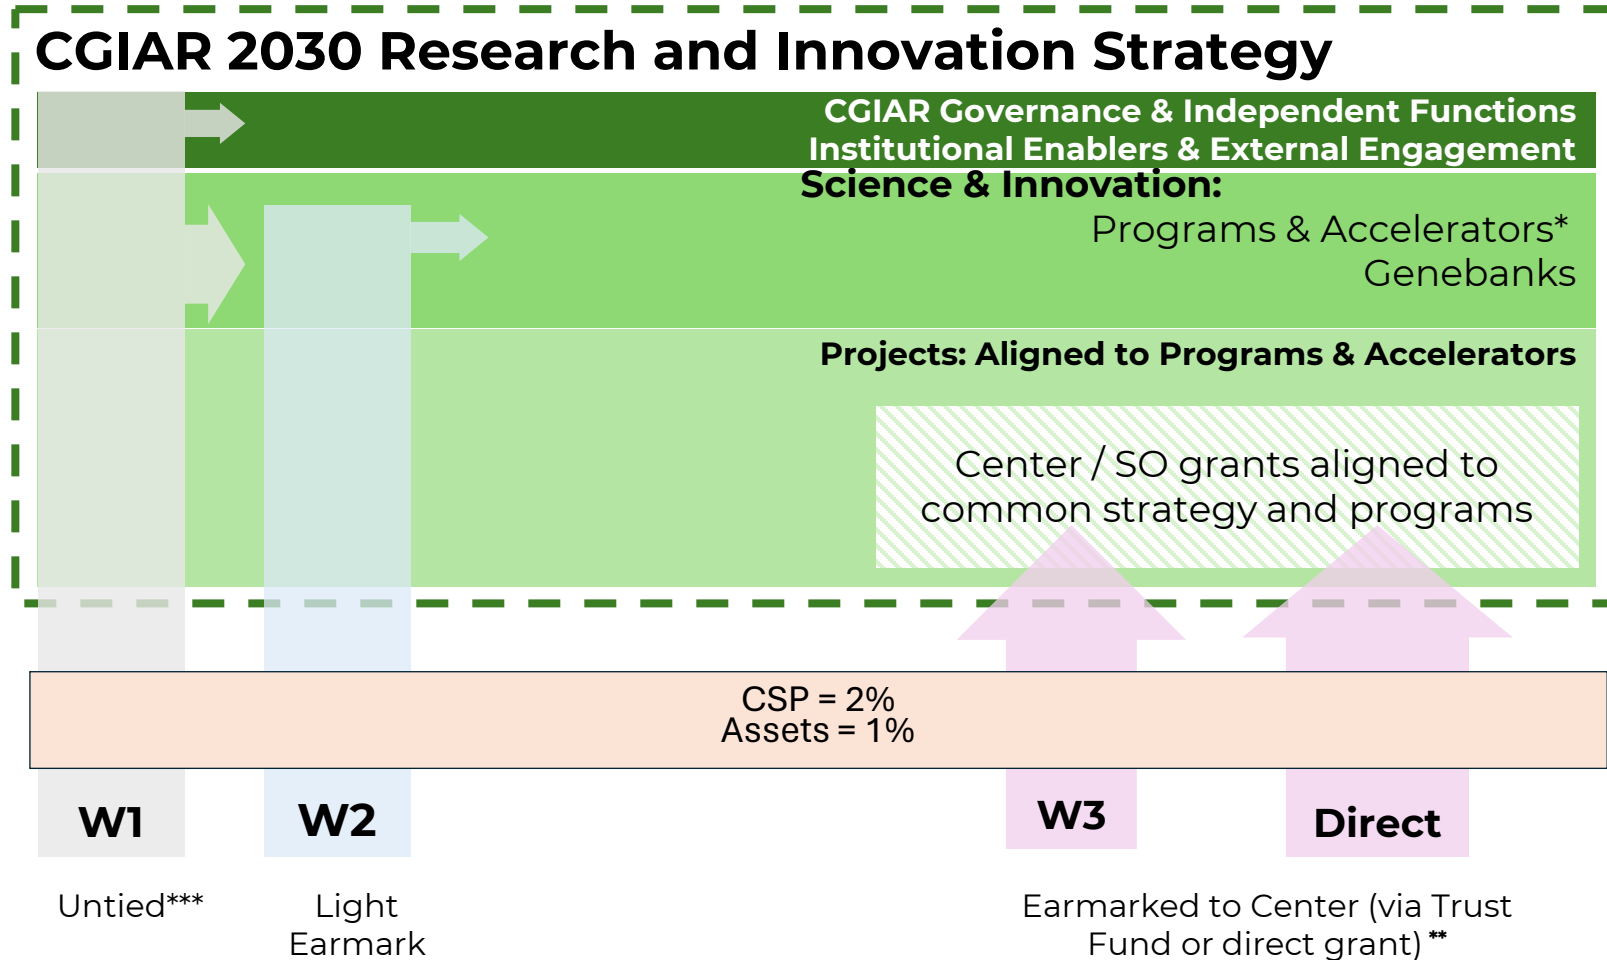 CGIAR 2030 Research and Innovation Strategy
CGIAR Governance & Independent Functions
Institutional Enablers & External Engagement
Science & Innovation:
Programs & Accelerators*
Genebanks
Projects: Aligned to Programs & Accelerators
Center / SO grants aligned to
common strategy and programs
CSP = 2%
Assets = 1%
W1
W2
W3
Direct
Untied***
Light
Earmark
Earmarked to Center (via Trust
Fund or direct grant) **